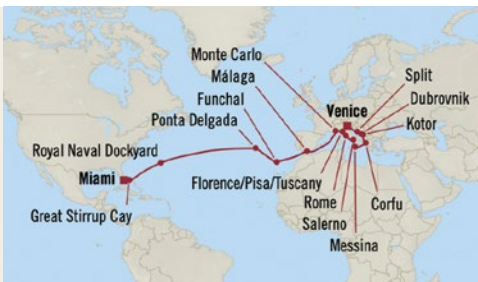 Monte Carlo
Málaga
Funchal
Ponta Delgada
Royal Naval Dockyard
Miami
Great Stirrup Cay
Split
Venice
Dubrovnik
Kotor
Florence/Pisa/Tuscany
Rome
Corfu
Salerno
Messina